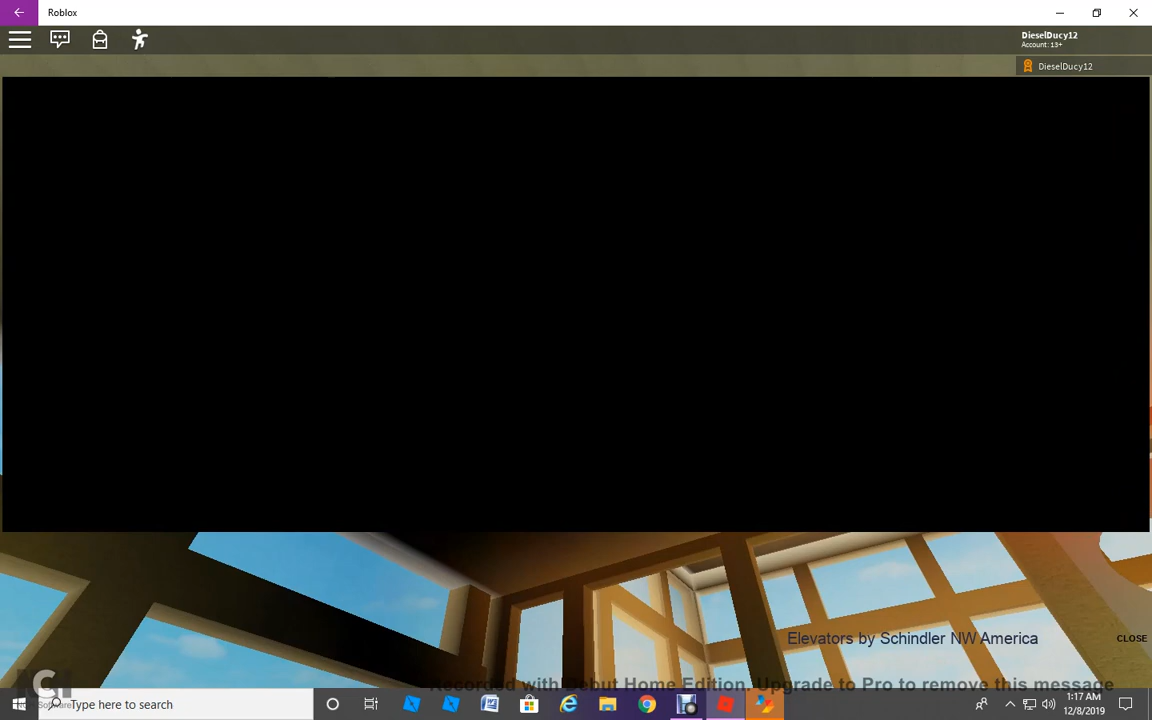 Roblox
DieselDucy12
Account: 13+
DieselDucy12
Elevators by Schindler NW America
CLOSE
Recorded with Debut Home Edition. Upgrade to Pro to remove this message
Type here to search
1:17 AM
12/8/2019